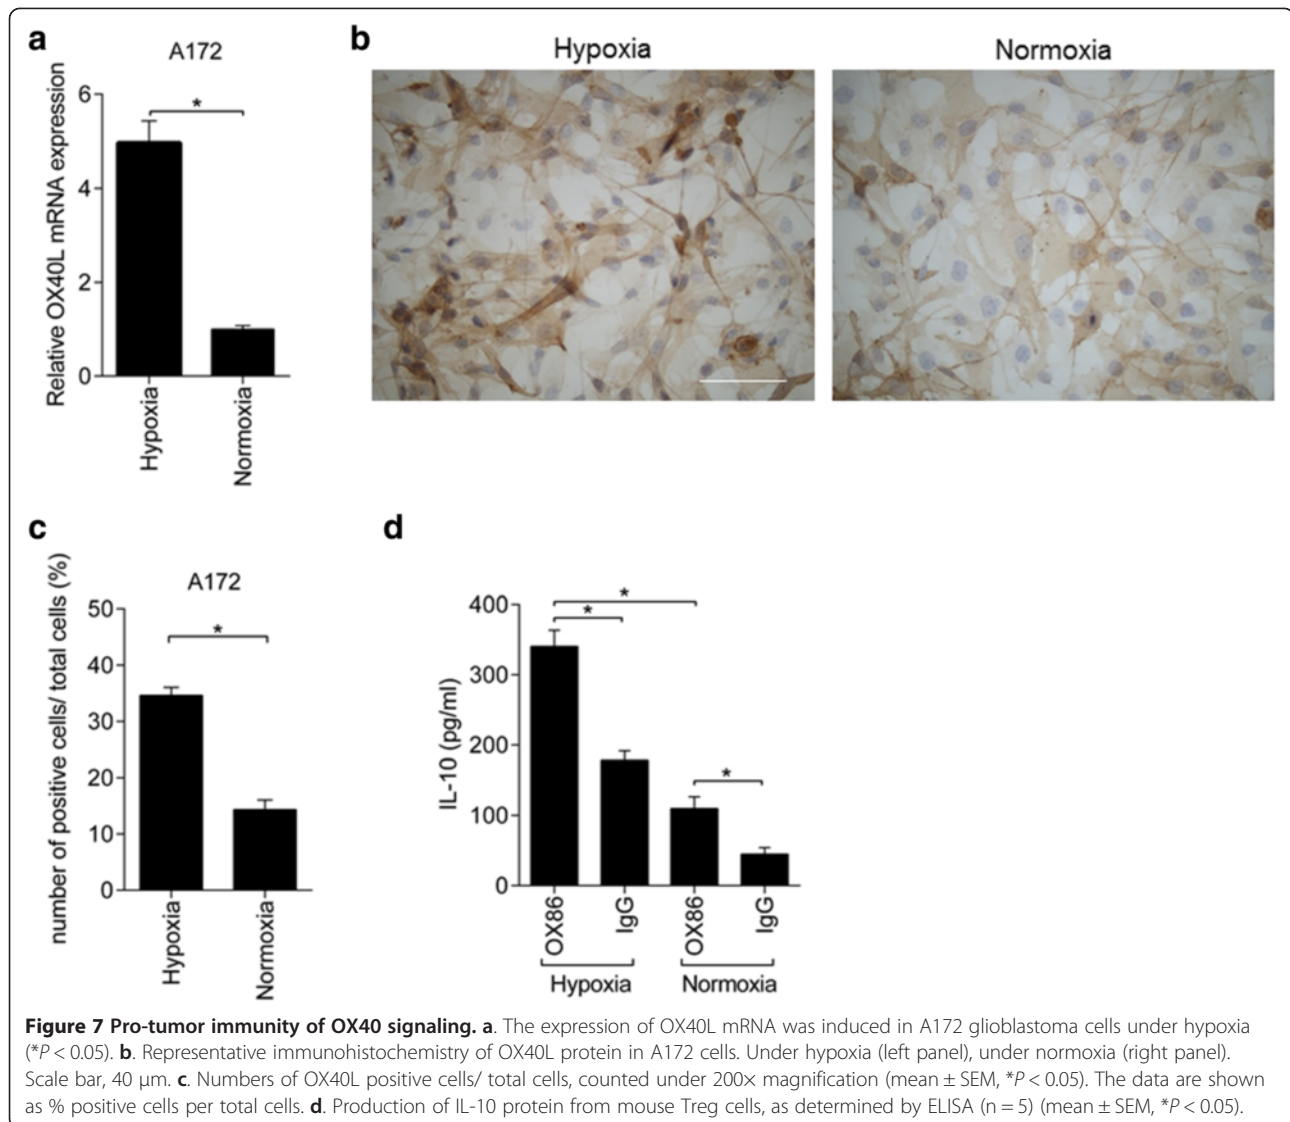 a
A172
Relative OX40L mRNA expression
6
4
2
0
*
Hypoxia
Normoxia
b
Hypoxia
Normoxia
c
A172
number of positive cells/ total cells (%)
50
40
30
20
10
0
*
Hypoxia
Normoxia
d
IL-10 (pg/ml)
400
300
200
100
0
*
*
*
OX86
IgG
OX86
IgG
Hypoxia
Normoxia
Figure 7 Pro-tumor immunity of OX40 signaling. a. The expression of OX40L mRNA was induced in A172 glioblastoma cells under hypoxia
(*P < 0.05). b. Representative immunohistochemistry of OX40L protein in A172 cells. Under hypoxia (left panel), under normoxia (right panel).
Scale bar, 40 μm. c. Numbers of OX40L positive cells/ total cells, counted under 200× magnification (mean ± SEM, *P < 0.05). The data are shown
as % positive cells per total cells. d. Production of IL-10 protein from mouse Treg cells, as determined by ELISA (n = 5) (mean ± SEM, *P < 0.05).